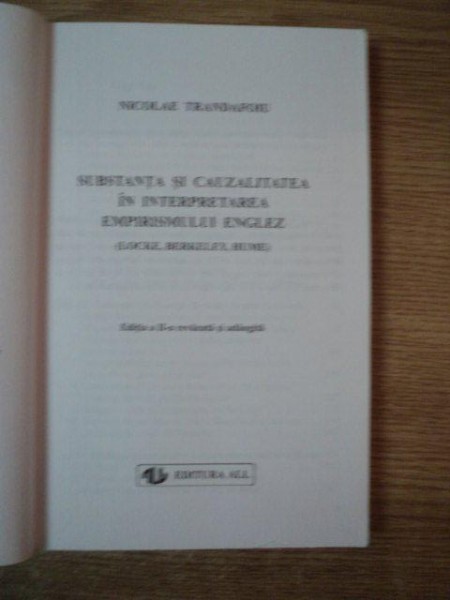 NICOLAE TRANDAFOIU
SUBSTANȚA ȘI CAUZALITATEA
ÎN INTERPRETAREA
EMPIRISMULUI ENGLEZ
(LOCKE, BERKELEY, HUME)
Ediția a II-a revizuită și adăugită
EDITURA ALL